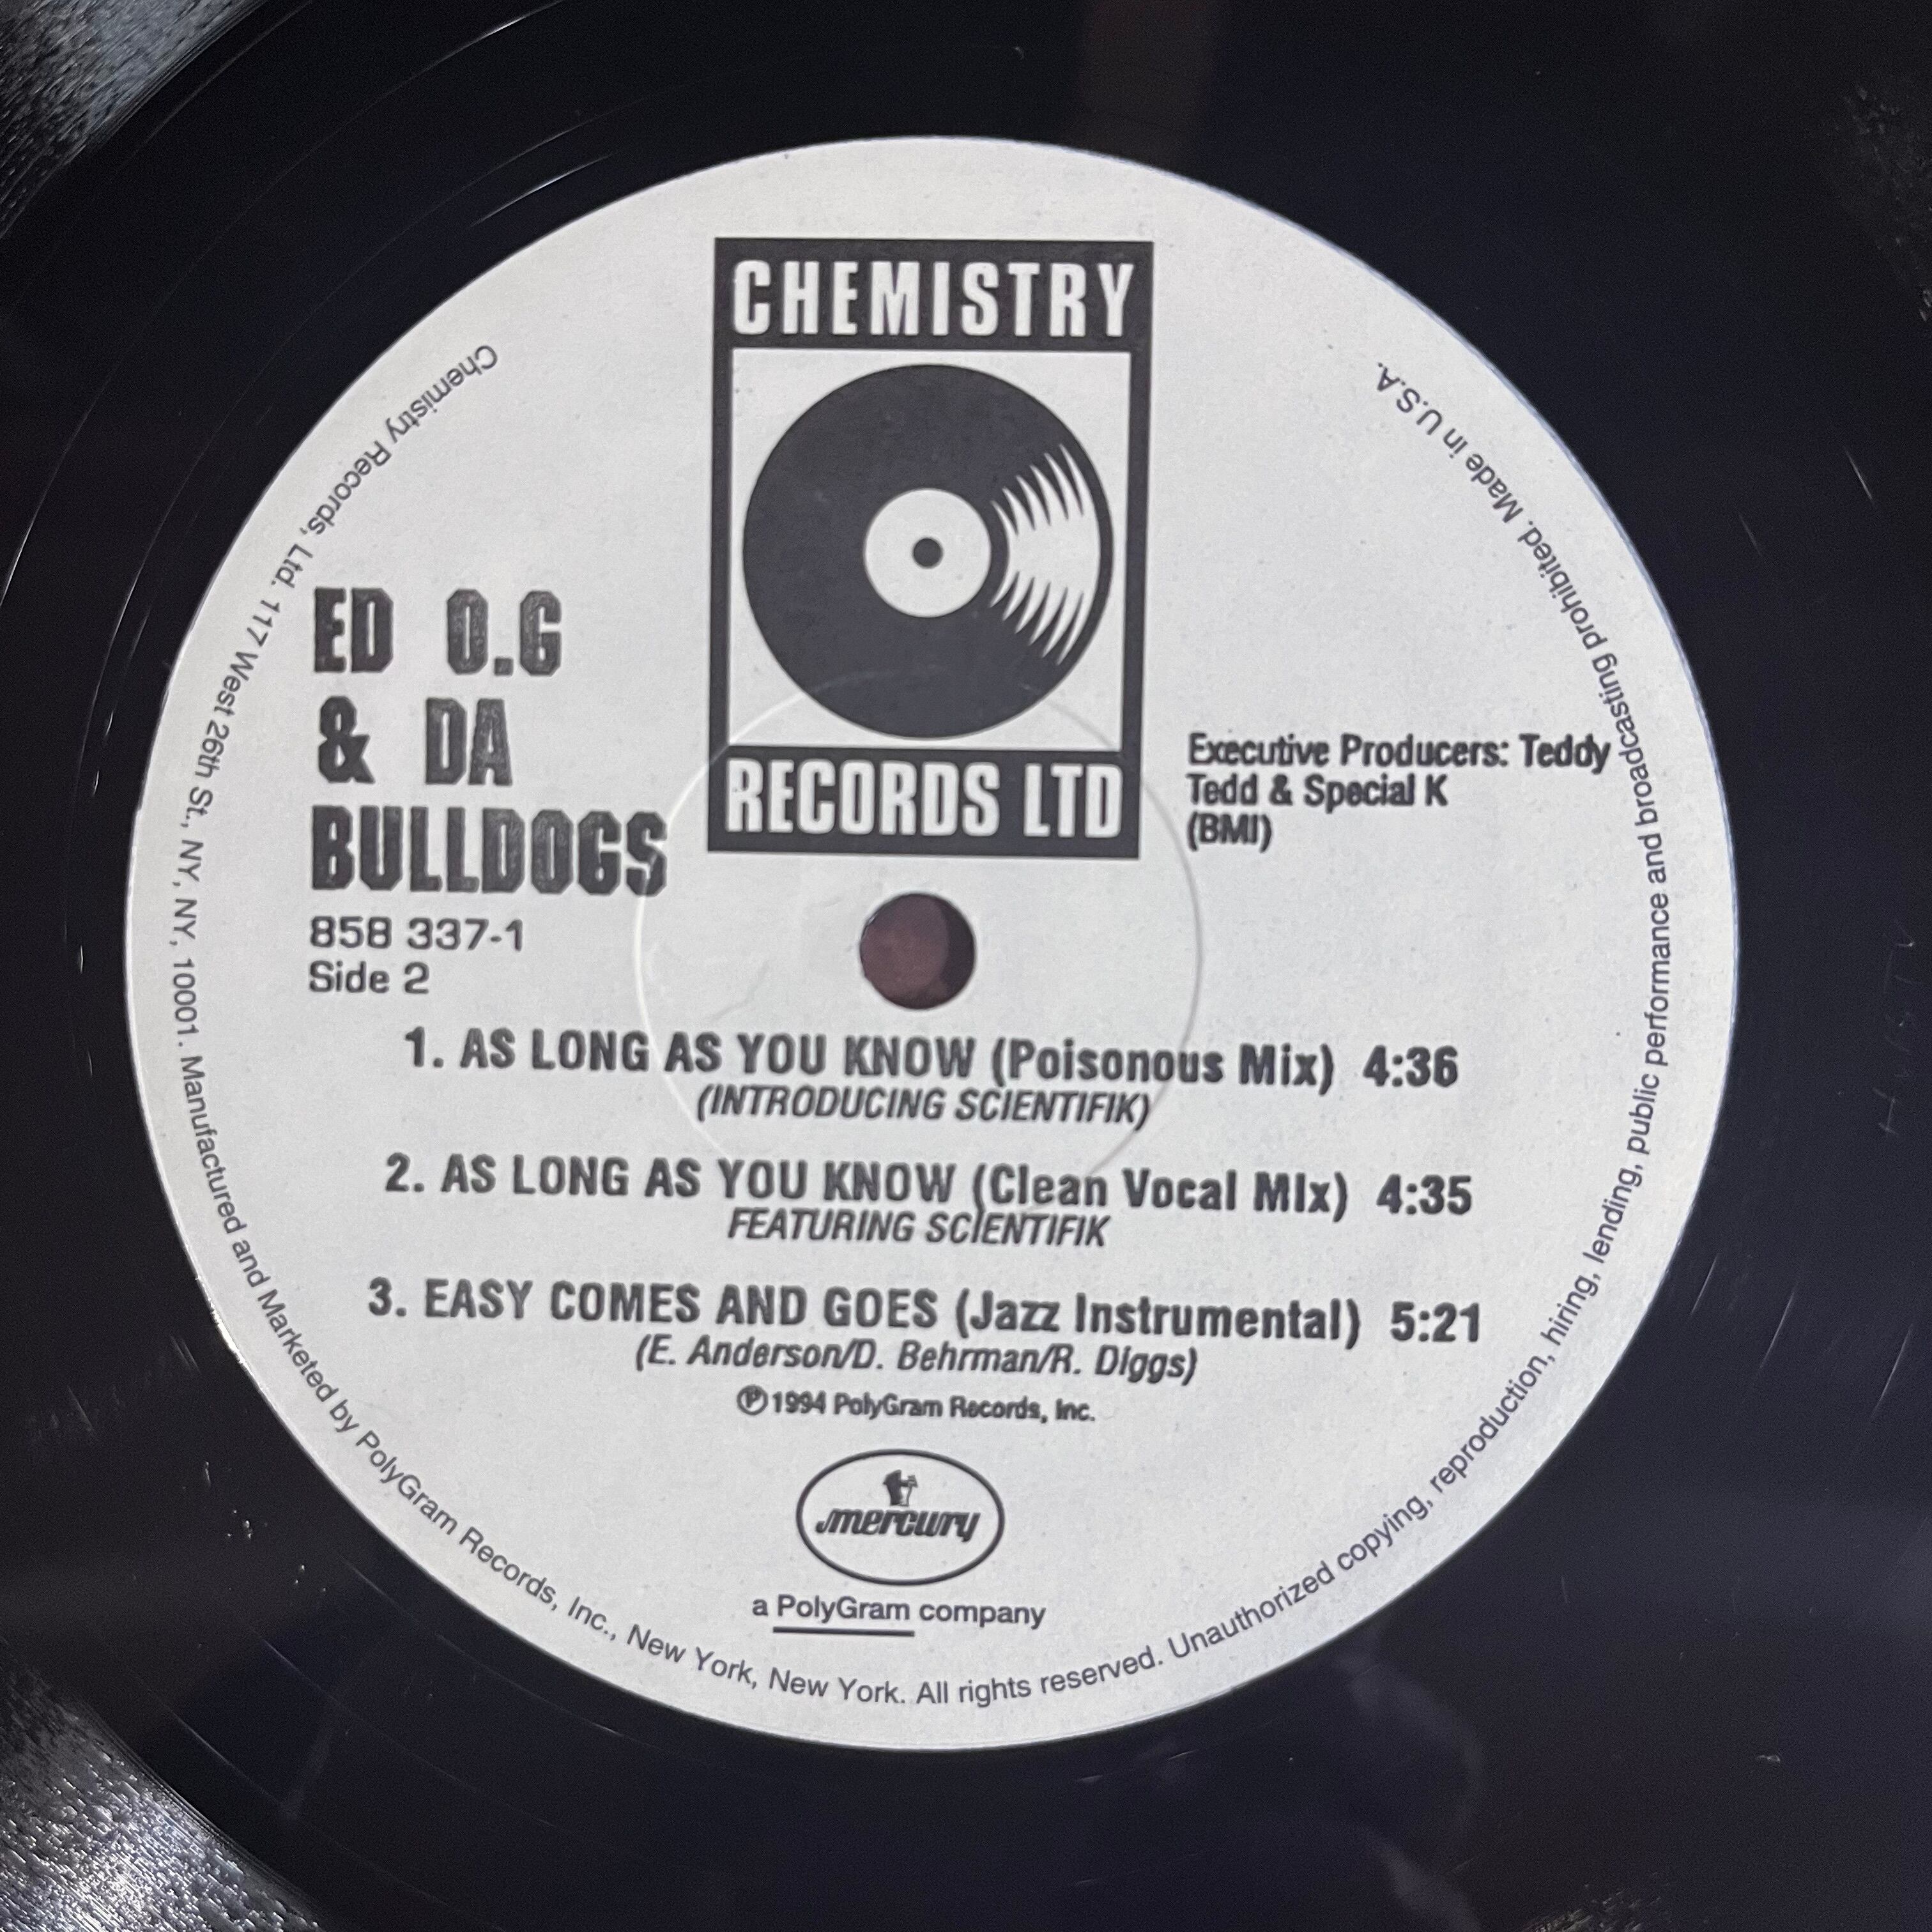 CHEMISTRY
RECORDS LTD
ED O.G
& DA
BULLDOGS
858 337-1
Side 2
Executive Producers: Teddy
Tedd & Special K
(BMI)
1. AS LONG AS YOU KNOW (Poisonous Mix) 4:36
(INTRODUCING SCIENTIFIK)
2. AS LONG AS YOU KNOW (Clean Vocal MIx) 4:35
FEATURING SCIENTIFIK
3. EASY COMES AND GOES (Jazz Instrumental) 5:21
(E. Anderson/D. Behrman/R. Diggs)
℗1994 PolyGram Records, Inc.
mercury
a PolyGram company
Chemistry Records, Ltd. 117 West 26th St., NY, NY, 10001. Manufactured and Marketed by PolyGram Records, Inc., New York, New York. All rights reserved. Unauthorized copying, reproduction, hiring, lending, public performance and broadcasting prohibited. Made in U.S.A.